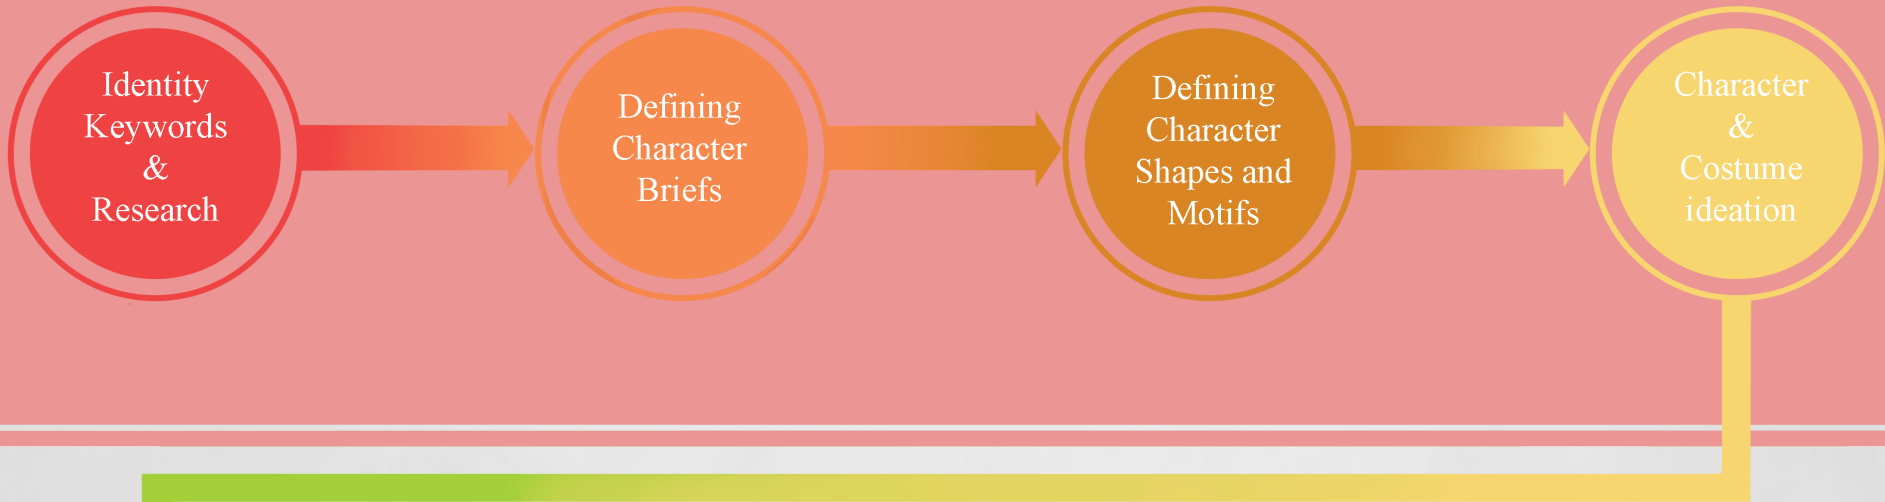 Identity
Keywords
&
Research
Defining
Character
Briefs
Defining
Character
Shapes and
Motifs
Character
&
Costume
ideation